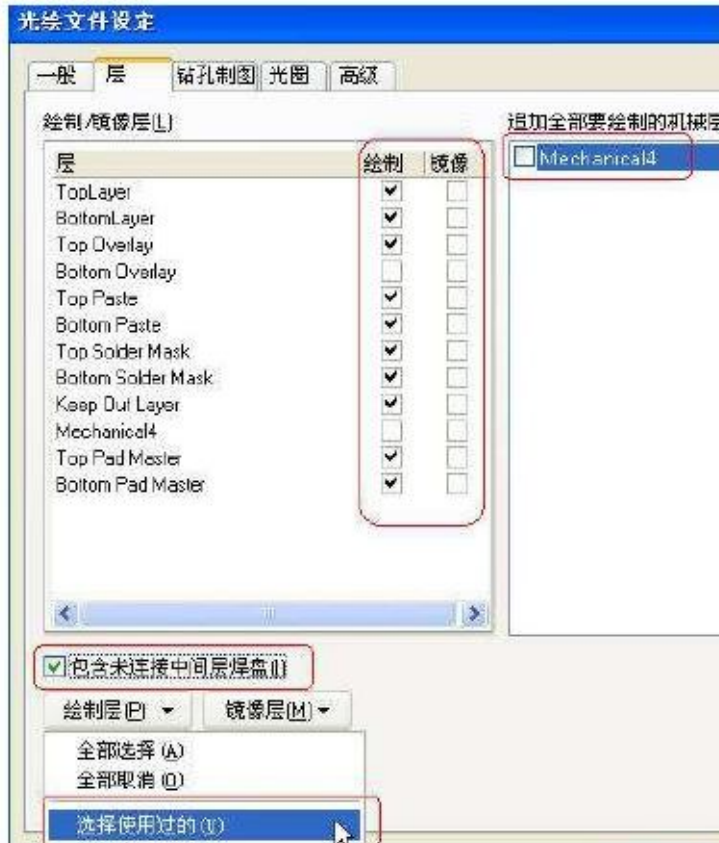 光绘文件设定
一般 层 钻孔制图 光圈 高级
绘制/镜像层[L]
层 绘制 镜像
TopLayer
BottomLayer
Top Overlay
Bottom Overlay
Top Paste
Bottom Paste
Top Solder Mask
Bottom Solder Mask
Keep Out Layer
Mechanical4
Top Pad Master
Bottom Pad Master
追加全部要绘制的机械层
Mechanical4
包含未连接中间层焊盘(I)
绘制层(P) 镜像层(M)
全部选择(A)
全部取消(O)
选择使用过的(U)